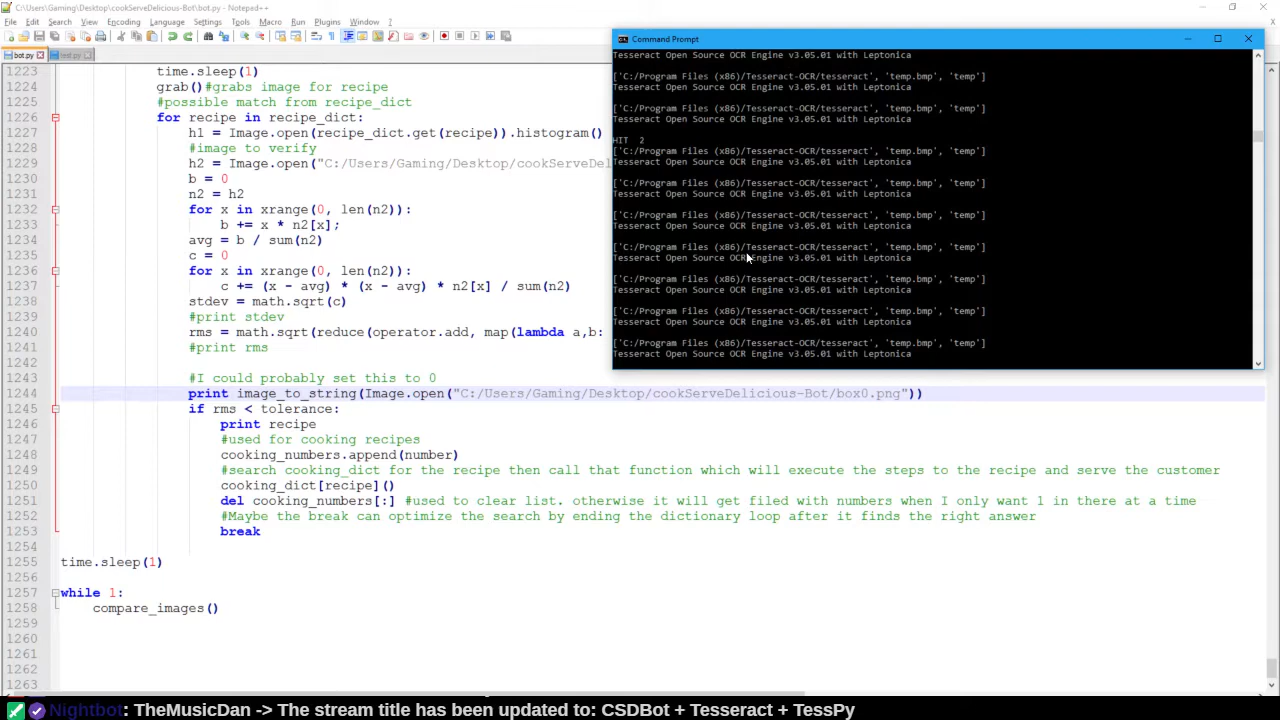 C:\Users\Gaming\Desktop\cookServeDelicious-Bot\bot.py - Notepad++
File Edit Search View Encoding Language Settings Tools Macro Run Plugins Window ?
bot.py test.py
1223 time.sleep(1)
1224 grab()#grabs image for recipe
1225 #possible match from recipe_dict
1226 for recipe in recipe_dict:
1227 h1 = Image.open(recipe_dict.get(recipe)).histogram()
1228 #image to verify
1229 h2 = Image.open("C:/Users/Gaming/Desktop/cookServeDel
1230 b = 0
1231 n2 = h2
1232 for x in xrange(0, len(n2)):
1233 b += x * n2[x];
1234 avg = b / sum(n2)
1235 c = 0
1236 for x in xrange(0, len(n2)):
1237 c += (x - avg) * (x - avg) * n2[x] / sum(n2)
1238 stdev = math.sqrt(c)
1239 #print stdev
1240 rms = math.sqrt(reduce(operator.add, map(lambda a,b:
1241 #print rms
1242
1243 #I could probably set this to 0
1244 print image_to_string(Image.open("C:/Users/Gaming/Desktop/cookServeDelicious-Bot/box0.png"))
1245 if rms < tolerance:
1246 print recipe
1247 #used for cooking recipes
1248 cooking_numbers.append(number)
1249 #search cooking_dict for the recipe then call that function which will execute the steps to the recipe and serve the customer
1250 cooking_dict[recipe]()
1251 del cooking_numbers[:] #used to clear list. otherwise it will get filed with numbers when I only want 1 in there at a time
1252 #Maybe the break can optimize the search by ending the dictionary loop after it finds the right answer
1253 break
1254
1255 time.sleep(1)
1256
1257 while 1:
1258 compare_images()
1259
1260
1261
1262
1263
Command Prompt
Tesseract Open Source OCR Engine v3.05.01 with Leptonica
['C:/Program Files (x86)/Tesseract-OCR/tesseract', 'temp.bmp', 'temp']
Tesseract Open Source OCR Engine v3.05.01 with Leptonica
['C:/Program Files (x86)/Tesseract-OCR/tesseract', 'temp.bmp', 'temp']
Tesseract Open Source OCR Engine v3.05.01 with Leptonica
HIT 2
['C:/Program Files (x86)/Tesseract-OCR/tesseract', 'temp.bmp', 'temp']
Tesseract Open Source OCR Engine v3.05.01 with Leptonica
['C:/Program Files (x86)/Tesseract-OCR/tesseract', 'temp.bmp', 'temp']
Tesseract Open Source OCR Engine v3.05.01 with Leptonica
['C:/Program Files (x86)/Tesseract-OCR/tesseract', 'temp.bmp', 'temp']
Tesseract Open Source OCR Engine v3.05.01 with Leptonica
['C:/Program Files (x86)/Tesseract-OCR/tesseract', 'temp.bmp', 'temp']
Tesseract Open Source OCR Engine v3.05.01 with Leptonica
['C:/Program Files (x86)/Tesseract-OCR/tesseract', 'temp.bmp', 'temp']
Tesseract Open Source OCR Engine v3.05.01 with Leptonica
['C:/Program Files (x86)/Tesseract-OCR/tesseract', 'temp.bmp', 'temp']
Tesseract Open Source OCR Engine v3.05.01 with Leptonica
['C:/Program Files (x86)/Tesseract-OCR/tesseract', 'temp.bmp', 'temp']
Tesseract Open Source OCR Engine v3.05.01 with Leptonica
Nightbot: TheMusicDan -> The stream title has been updated to: CSDBot + Tesseract + TessPy